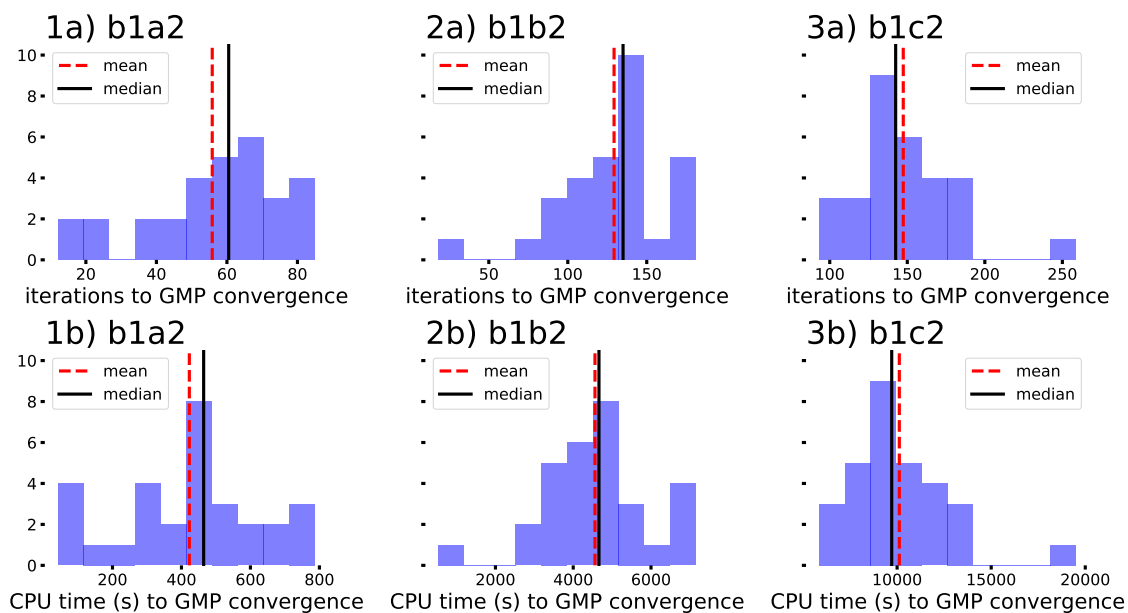 1a) b1a2
2a) b1b2
3a) b1c2
10
8
6
4
2
0
mean
median
mean
median
mean
median
20 40 60 80
50 100 150
100 150 200 250
iterations to GMP convergence
iterations to GMP convergence
iterations to GMP convergence
1b) b1a2
2b) b1b2
3b) b1c2
10
8
6
4
2
0
mean
median
mean
median
mean
median
200 400 600 800
2000 4000 6000
10000 15000 20000
CPU time (s) to GMP convergence
CPU time (s) to GMP convergence
CPU time (s) to GMP convergence